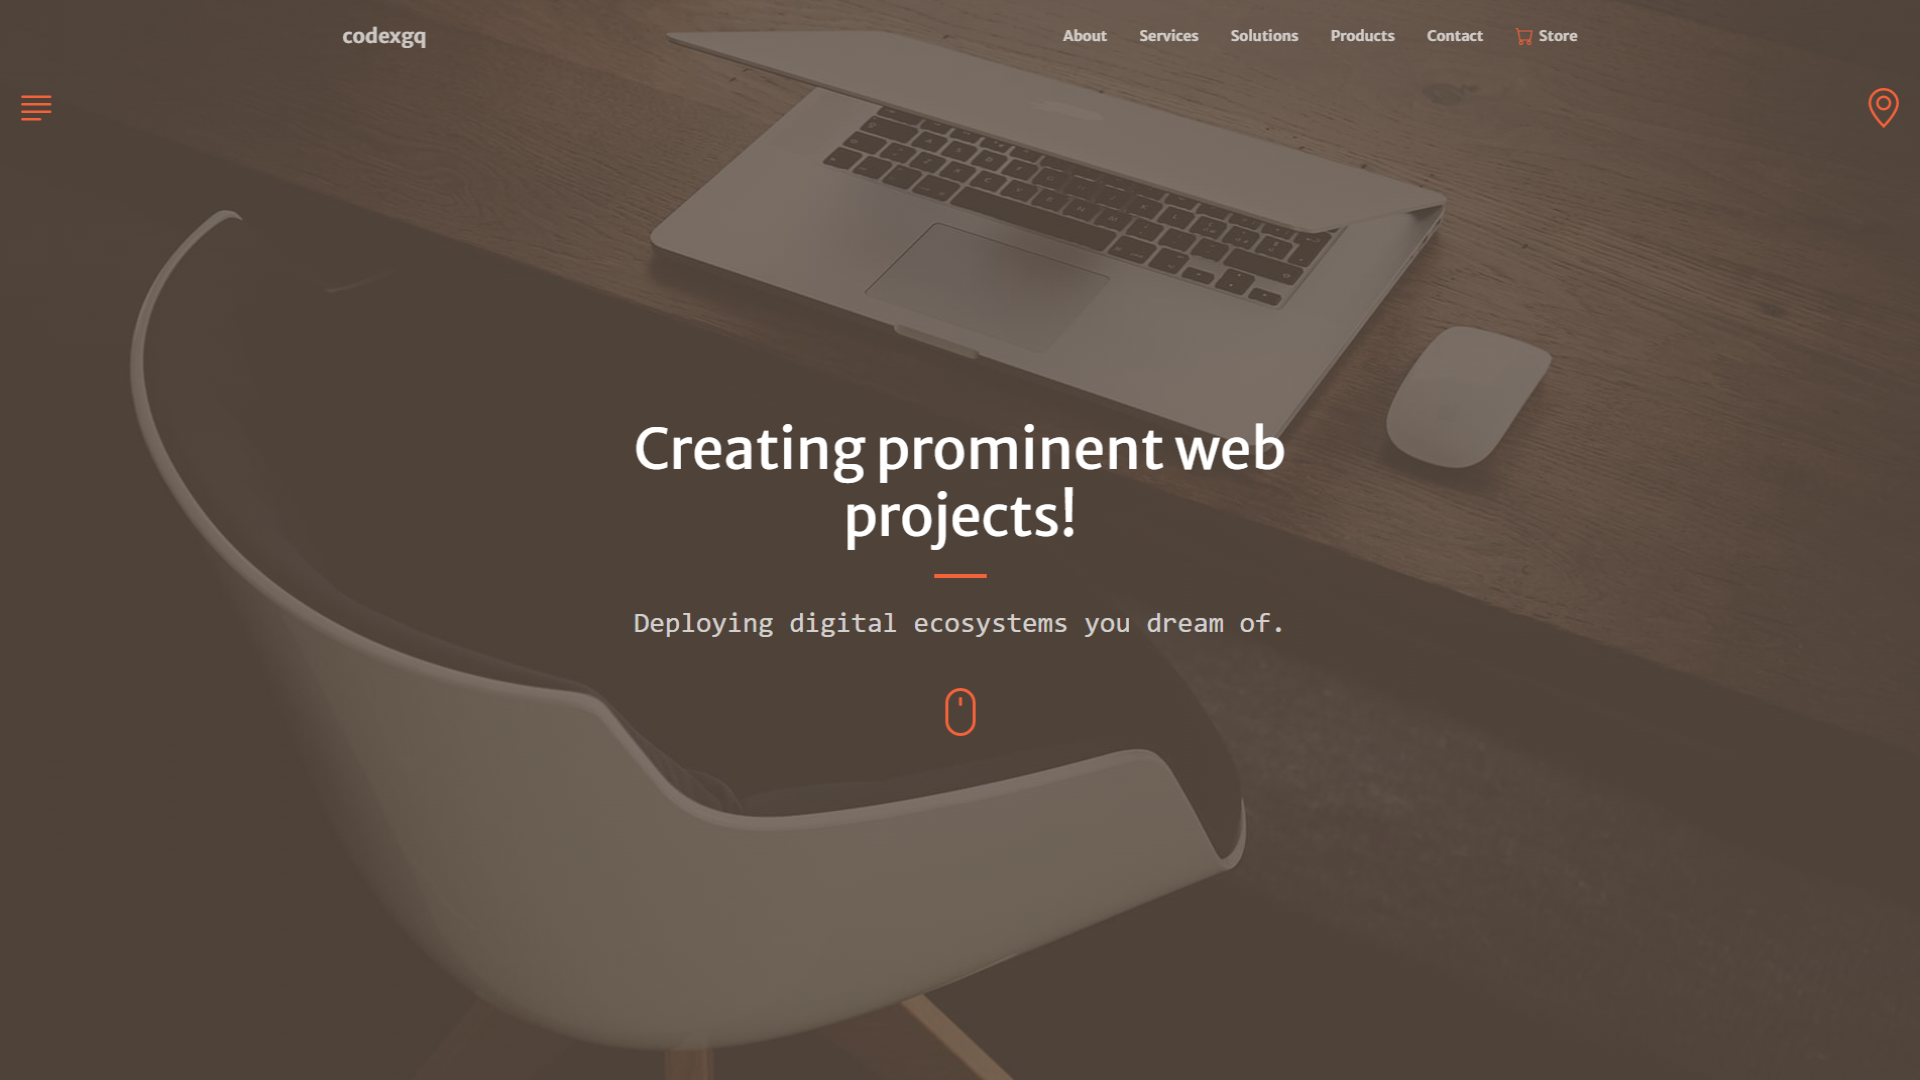 codexgq
About
Services
Solutions
Products
Contact
Store
Creating prominent web
projects!
Deploying digital ecosystems you dream of.